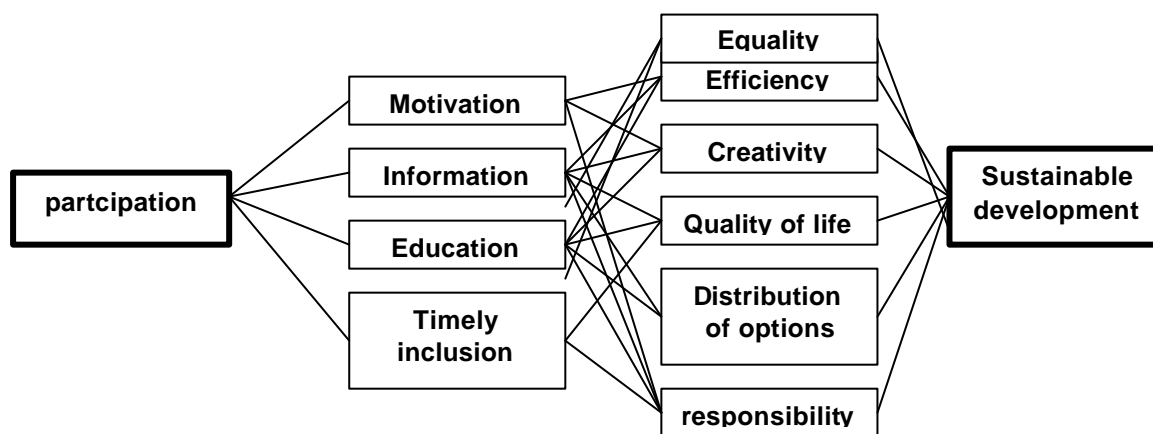 partcipation
Motivation
Information
Education
Timely
inclusion
Equality
Efficiency
Creativity
Quality of life
Distribution
of options
responsibility
Sustainable
development